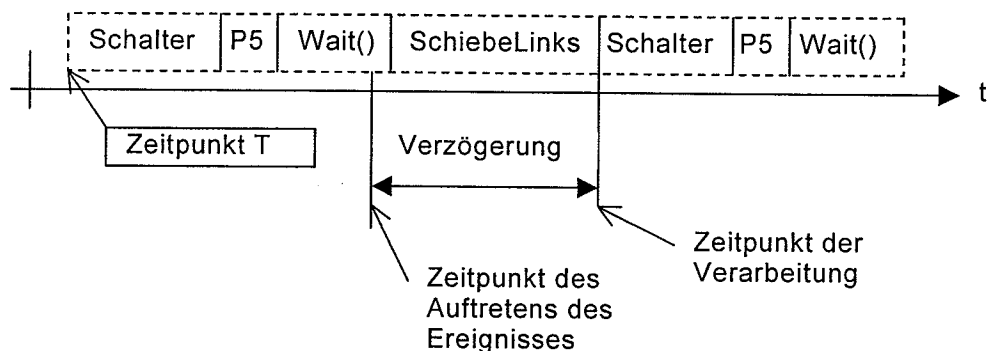 Schalter P5 Wait() SchiebeLinks Schalter P5 Wait()
t
Zeitpunkt T
Verzögerung
Zeitpunkt der
Verarbeitung
Zeitpunkt des
Auftretens des
Ereignisses